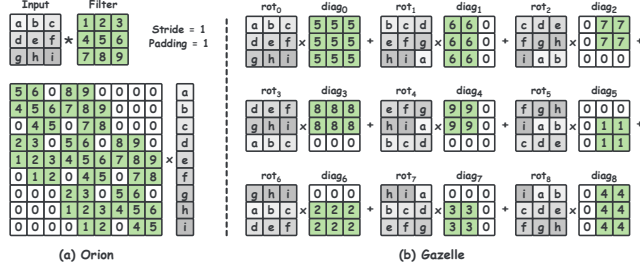 Input Filter
a b c 1 2 3
d e f * 4 5 6
g h i 7 8 9
Stride = 1
Padding = 1
5 6 0 8 9 0 0 0 0 a
4 5 6 7 8 9 0 0 0 b
0 4 5 0 7 8 0 0 0 c
2 3 0 5 6 0 8 9 0 d
1 2 3 4 5 6 7 8 9 × e
0 1 2 0 4 5 0 7 8 f
0 0 0 2 3 0 5 6 0 g
0 0 0 1 2 3 4 5 6 h
0 0 0 0 1 2 0 4 5 i
(a) Orion
rot₀ diag₀ rot₁ diag₁ rot₂ diag₂
a b c 5 5 5 b c d 6 6 0 c d e 0 7 7
d e f × 5 5 5 + e f g × 6 6 0 + f g h × 0 7 7 +
g h i 5 5 5 h i a 6 6 0 i a b 0 0 0
rot₃ diag₃ rot₄ diag₄ rot₅ diag₅
d e f 8 8 8 e f g 9 9 0 f g h 0 0 0
g h i × 8 8 8 + h i a × 9 9 0 + i a b × 0 1 1 +
a b c 0 0 0 b c d 0 0 0 c d e 0 1 1
rot₆ diag₆ rot₇ diag₇ rot₈ diag₈
g h i 0 0 0 h i a 0 0 0 i a b 0 0 0
a b c × 2 2 2 + b c d × 3 3 0 + c d e × 0 4 4
d e f 2 2 2 e f g 3 3 0 f g h 0 4 4
(b) Gazelle